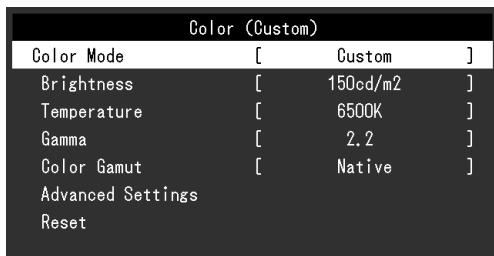 Color (Custom)
Color Mode [ Custom ]
Brightness [ 150cd/m2 ]
Temperature [ 6500K ]
Gamma [ 2.2 ]
Color Gamut [ Native ]
Advanced Settings
Reset